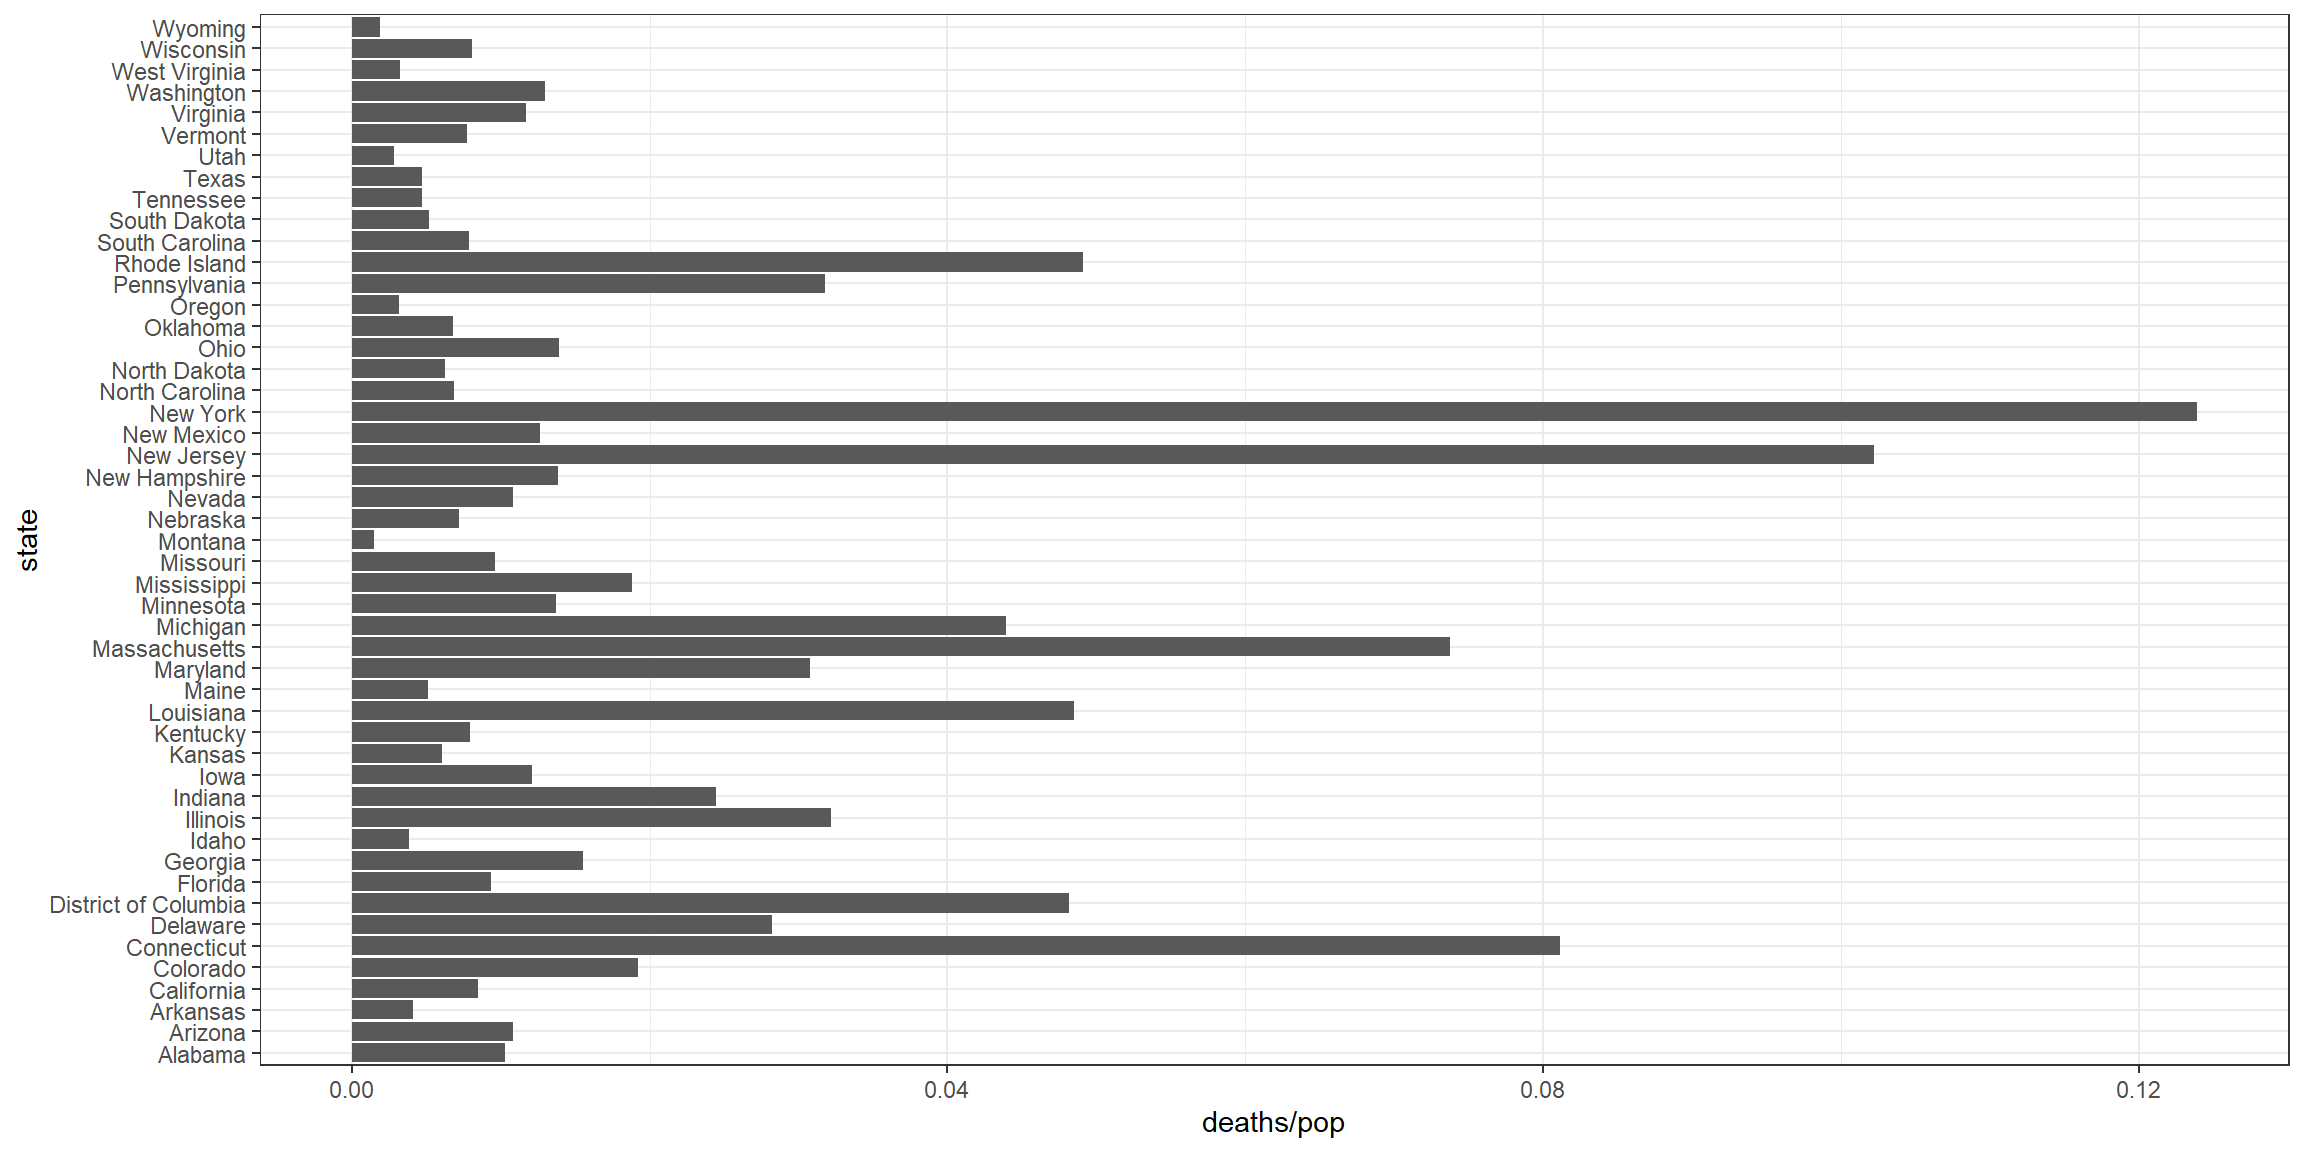 Wyoming
Wisconsin
West Virginia
Washington
Virginia
Vermont
Utah
Texas
Tennessee
South Dakota
South Carolina
Rhode Island
Pennsylvania
Oregon
Oklahoma
Ohio
North Dakota
North Carolina
New York
New Mexico
New Jersey
New Hampshire
Nevada
Nebraska
Montana
Missouri
Mississippi
Minnesota
Michigan
Massachusetts
Maryland
Maine
Louisiana
Kentucky
Kansas
Iowa
Indiana
Illinois
Idaho
Georgia
Florida
District of Columbia
Delaware
Connecticut
Colorado
California
Arkansas
Arizona
Alabama
state
0.00 0.04 0.08 0.12
deaths/pop